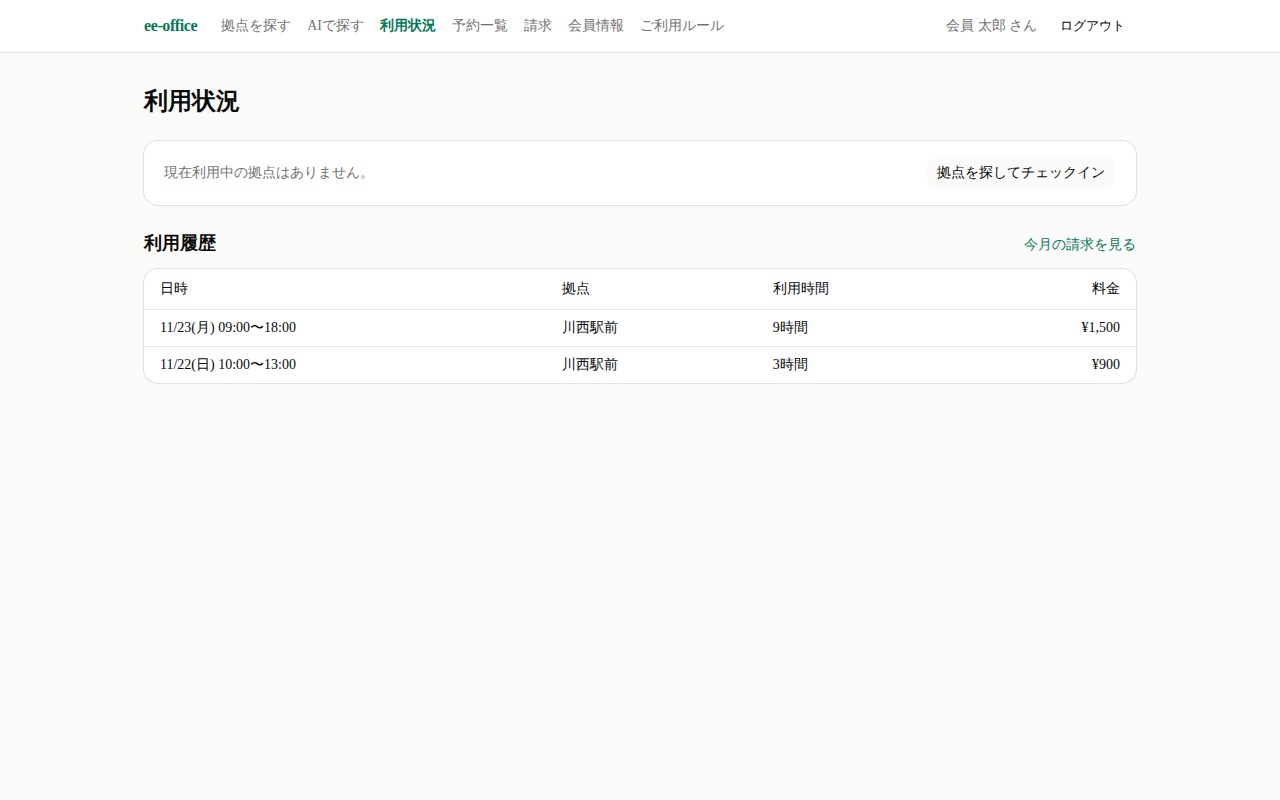 ee-office 拠点を探す AIで探す 利用状況 予約一覧 請求 会員情報 ご利用ルール 会員 太郎 さん ログアウト
利用状況
現在利用中の拠点はありません。 拠点を探してチェックイン
利用履歴 今月の請求を見る
日時 拠点 利用時間 料金
11/23(月) 09:00〜18:00 川西駅前 9時間 ¥1,500
11/22(日) 10:00〜13:00 川西駅前 3時間 ¥900